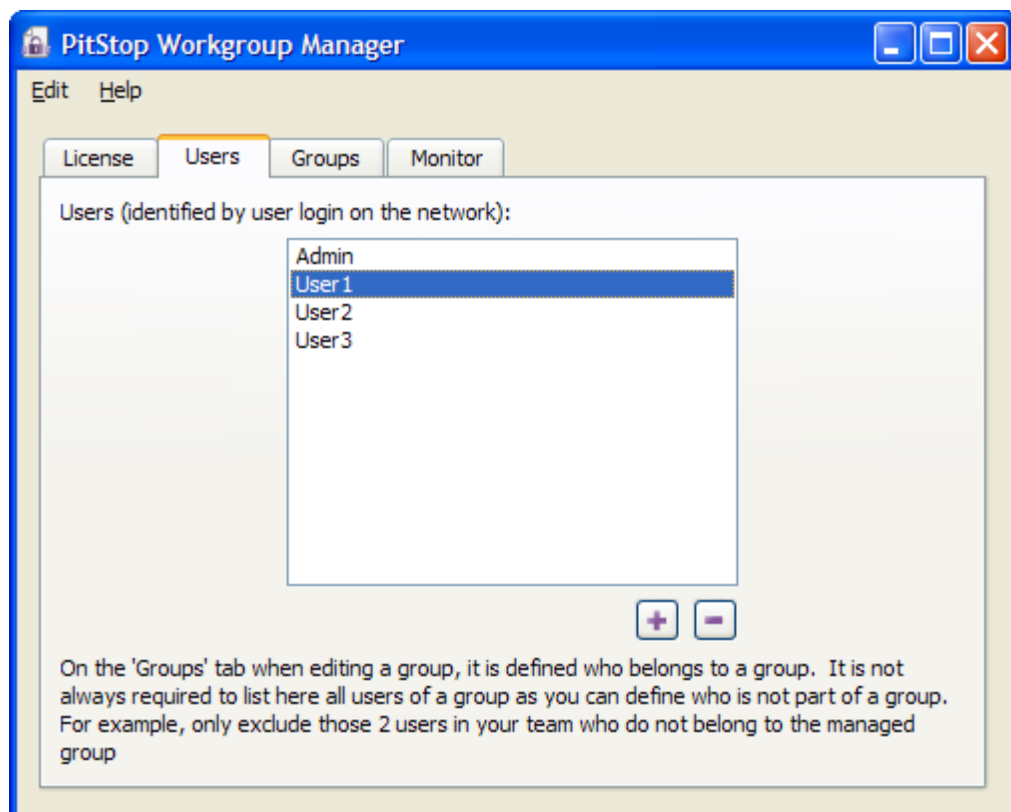 PitStop Workgroup Manager
Edit Help
License Users Groups Monitor
Users (identified by user login on the network):
Admin
User1
User2
User3
On the 'Groups' tab when editing a group, it is defined who belongs to a group.  It is not
always required to list here all users of a group as you can define who is not part of a group.
For example, only exclude those 2 users in your team who do not belong to the managed
group